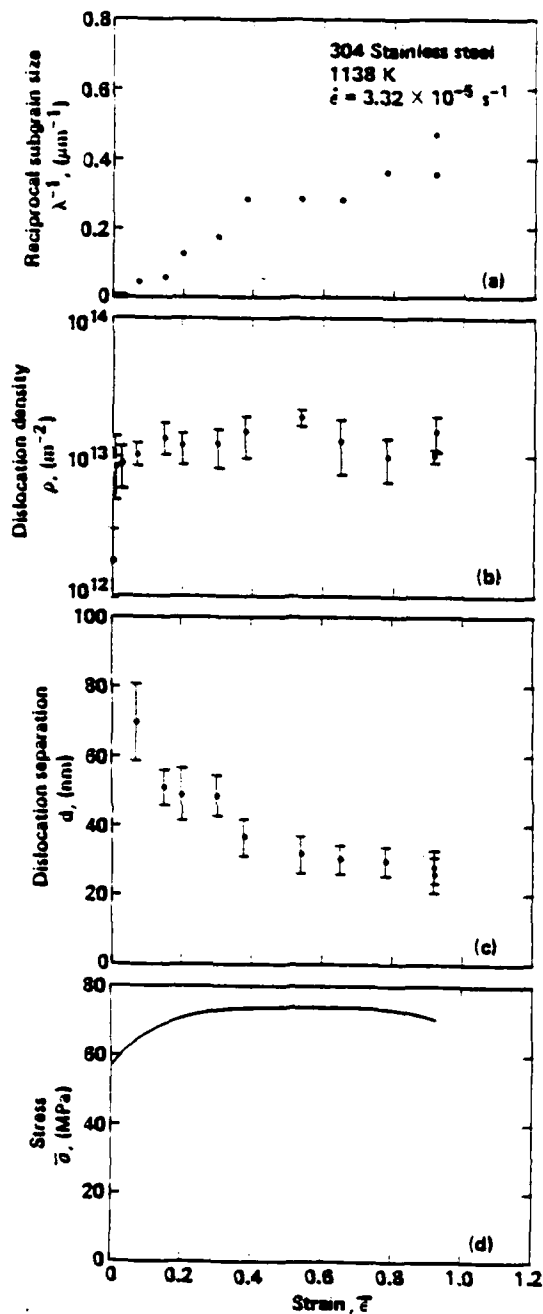 0.8
304 Stainless steel
1138 K
ε̇ = 3.32 × 10⁻⁵ s⁻¹
0.6
0.4
0.2
0
Reciprocal subgrain size
λ⁻¹, (μm⁻¹)
(a)
10¹⁴
10¹³
10¹²
Dislocation density
ρ, (m⁻²)
(b)
100
80
60
40
20
0
Dislocation separation
d, (nm)
(c)
80
60
40
20
0
Stress
σ̅, (MPa)
(d)
0 0.2 0.4 0.6 0.8 1.0 1.2
Strain, ε̅